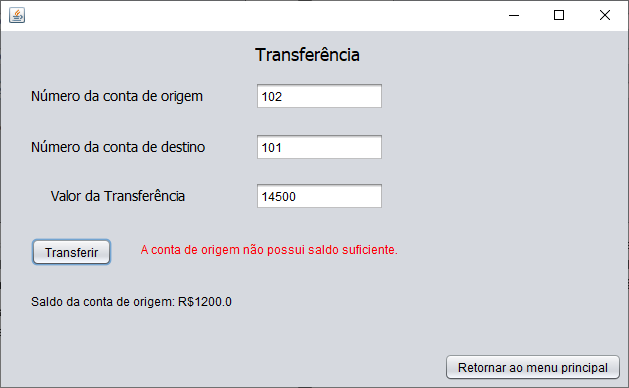 Transferência
Número da conta de origem 102
Número da conta de destino 101
Valor da Transferência 14500
Transferir A conta de origem não possui saldo suficiente.
Saldo da conta de origem: R$1200.0
Retornar ao menu principal